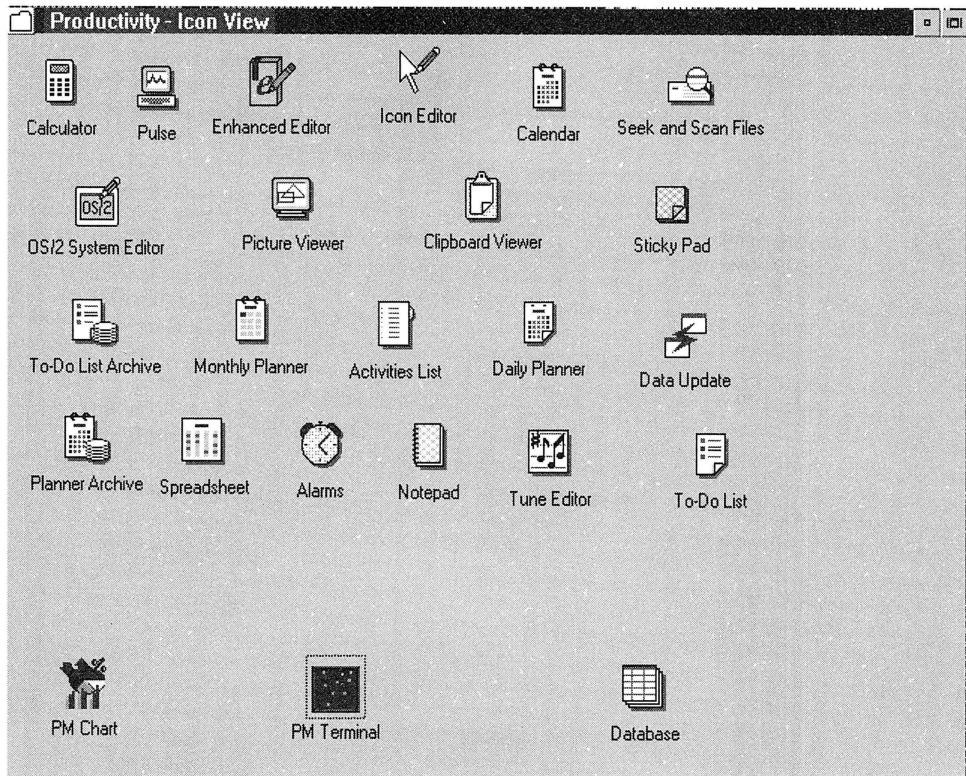 Productivity - Icon View
Calculator
Pulse
Enhanced Editor
Icon Editor
Calendar
Seek and Scan Files
OS/2
OS/2 System Editor
Picture Viewer
Clipboard Viewer
Sticky Pad
To-Do List Archive
Monthly Planner
Activities List
Daily Planner
Data Update
Planner Archive
Spreadsheet
Alarms
Notepad
Tune Editor
To-Do List
PM Chart
PM Terminal
Database